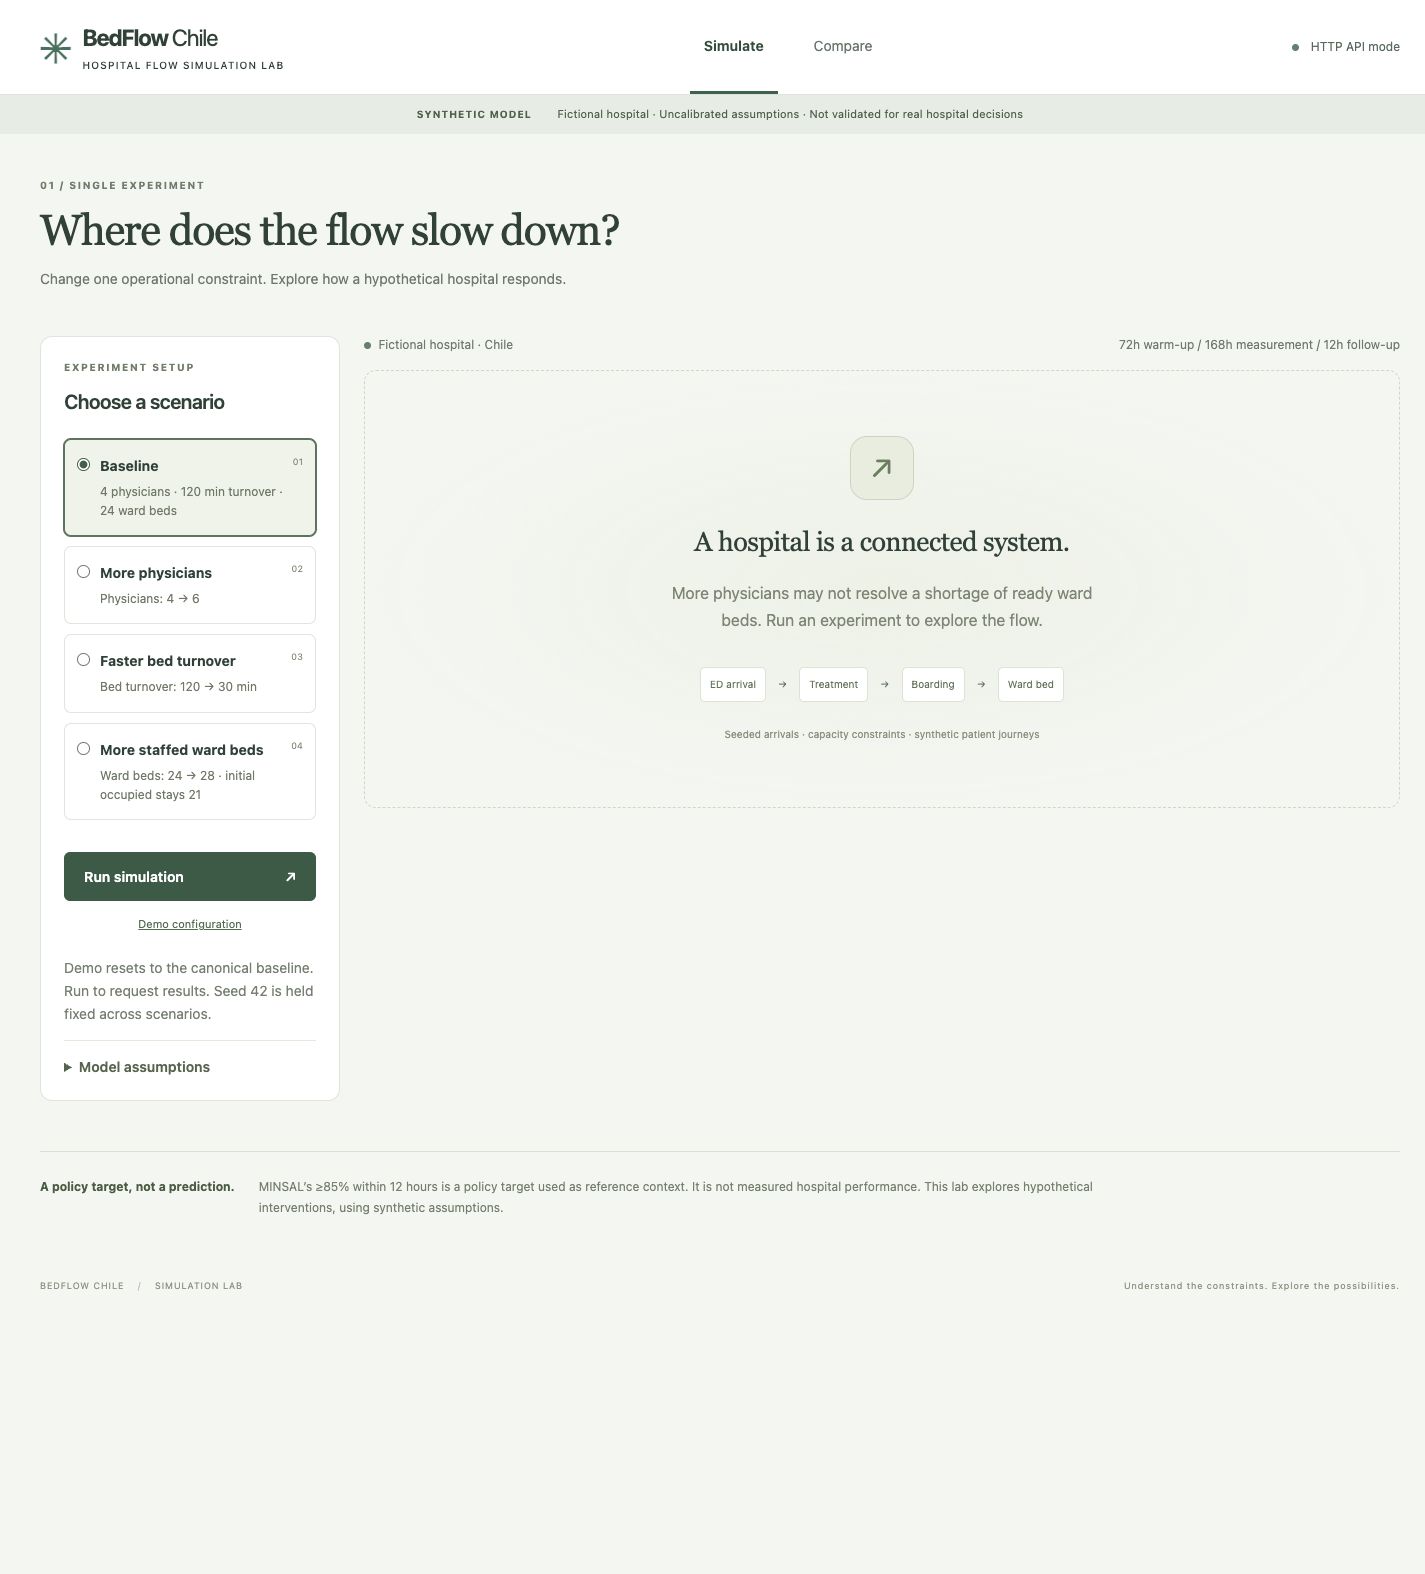 BedFlow Chile
HOSPITAL FLOW SIMULATION LAB
Simulate
Compare
HTTP API mode
SYNTHETIC MODEL
Fictional hospital · Uncalibrated assumptions · Not validated for real hospital decisions
01 / SINGLE EXPERIMENT
Where does the flow slow down?
Change one operational constraint. Explore how a hypothetical hospital responds.
EXPERIMENT SETUP
Choose a scenario
Baseline
01
4 physicians · 120 min turnover ·
24 ward beds
More physicians
02
Physicians: 4 → 6
Faster bed turnover
03
Bed turnover: 120 → 30 min
More staffed ward beds
04
Ward beds: 24 → 28 · initial
occupied stays 21
Run simulation ↗
Demo configuration
Demo resets to the canonical baseline.
Run to request results. Seed 42 is held
fixed across scenarios.
▶ Model assumptions
Fictional hospital · Chile
72h warm-up / 168h measurement / 12h follow-up
A hospital is a connected system.
More physicians may not resolve a shortage of ready ward
beds. Run an experiment to explore the flow.
ED arrival → Treatment → Boarding → Ward bed
Seeded arrivals · capacity constraints · synthetic patient journeys
A policy target, not a prediction.
MINSAL's ≥85% within 12 hours is a policy target used as reference context. It is not measured hospital performance. This lab explores hypothetical
interventions, using synthetic assumptions.
BEDFLOW CHILE / SIMULATION LAB
Understand the constraints. Explore the possibilities.